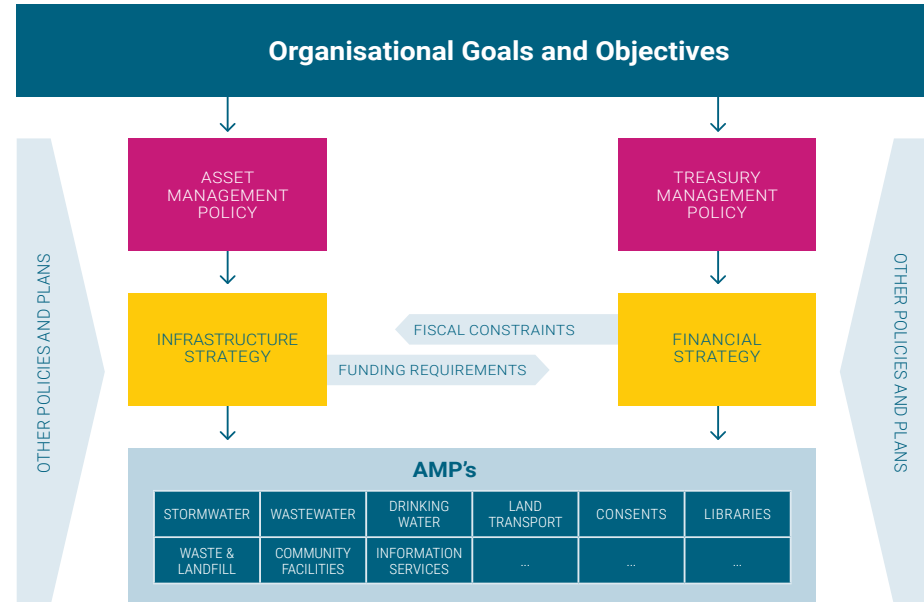 Organisational Goals and Objectives
ASSET
MANAGEMENT
POLICY
TREASURY
MANAGEMENT
POLICY
OTHER POLICIES AND PLANS
INFRASTRUCTURE
STRATEGY
FISCAL CONSTRAINTS
FUNDING REQUIREMENTS
FINANCIAL
STRATEGY
OTHER POLICIES AND PLANS
AMP’s
STORMWATER
WASTEWATER
DRINKING
WATER
LAND
TRANSPORT
CONSENTS
LIBRARIES
WASTE &
LANDFILL
COMMUNITY
FACILITIES
INFORMATION
SERVICES
...
...
...